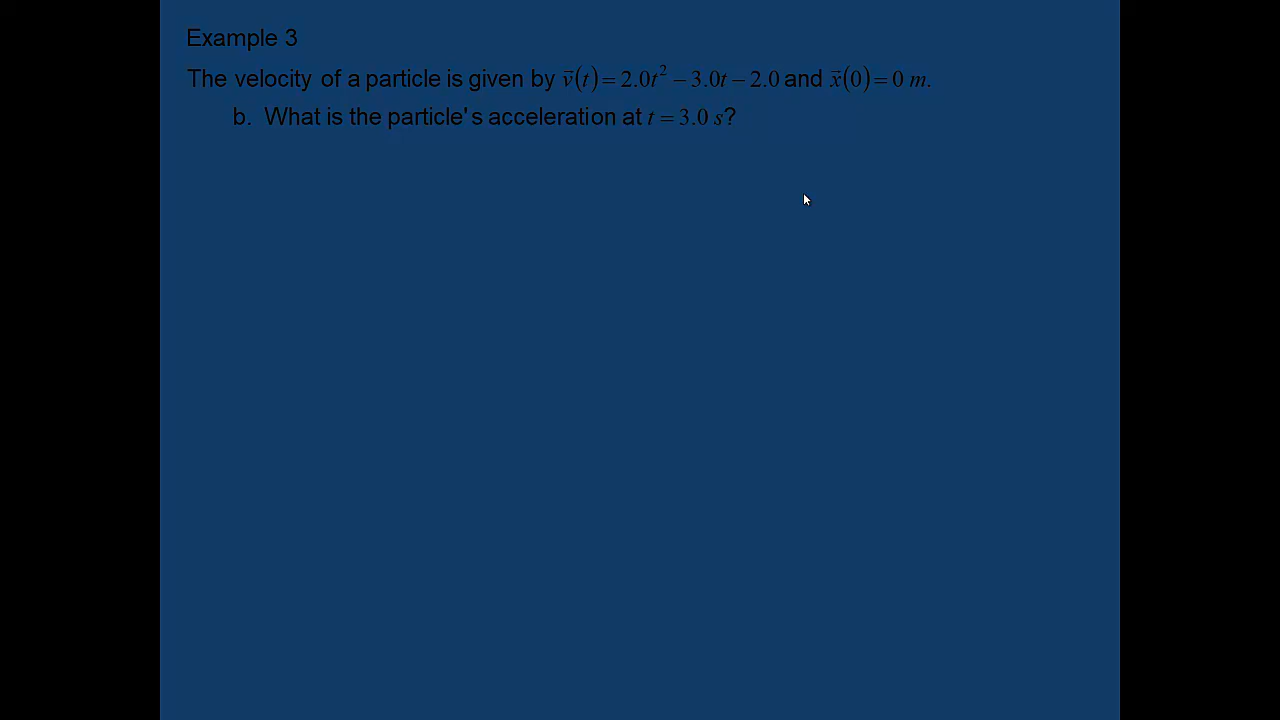 Example 3
The velocity of a particle is given by v⃗(t) = 2.0t² − 3.0t − 2.0 and x⃗(0) = 0 m.
b. What is the particle's acceleration at t = 3.0 s?